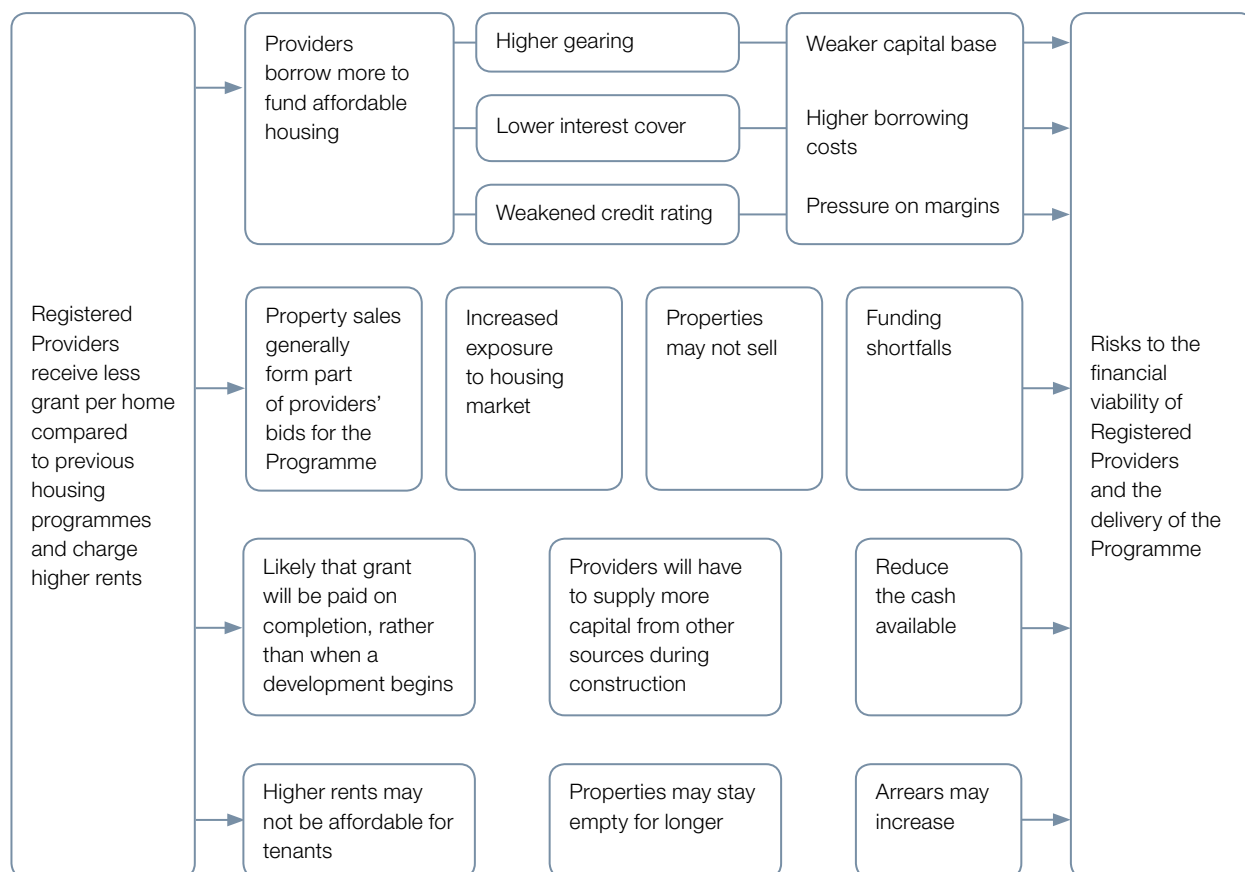 Registered
Providers
receive less
grant per home
compared
to previous
housing
programmes
and charge
higher rents
Providers
borrow more to
fund affordable
housing
Higher gearing
Lower interest cover
Weakened credit rating
Weaker capital base
Higher borrowing
costs
Pressure on margins
Property sales
generally
form part
of providers’
bids for the
Programme
Increased
exposure
to housing
market
Properties
may not sell
Funding
shortfalls
Likely that grant
will be paid on
completion, rather
than when a
development begins
Providers will have
to supply more
capital from other
sources during
construction
Reduce
the cash
available
Higher rents may
not be affordable for
tenants
Properties may stay
empty for longer
Arrears may
increase
Risks to the
financial
viability of
Registered
Providers
and the
delivery of the
Programme